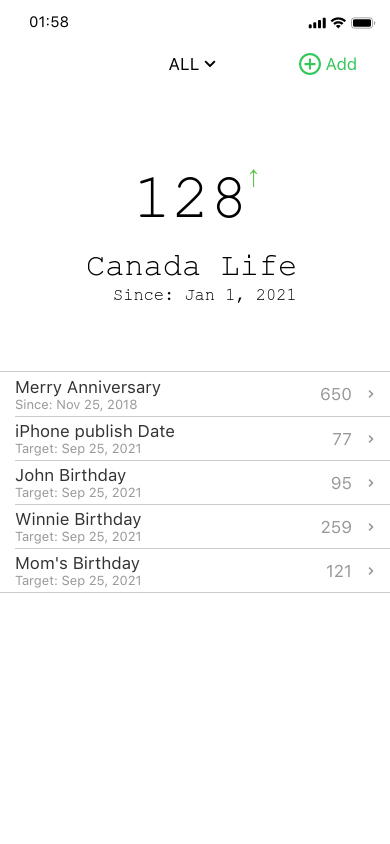 01:58
ALL
Add
128↑
Canada Life
Since: Jan 1, 2021
Merry Anniversary
Since: Nov 25, 2018
650
iPhone publish Date
Target: Sep 25, 2021
77
John Birthday
Target: Sep 25, 2021
95
Winnie Birthday
Target: Sep 25, 2021
259
Mom's Birthday
Target: Sep 25, 2021
121